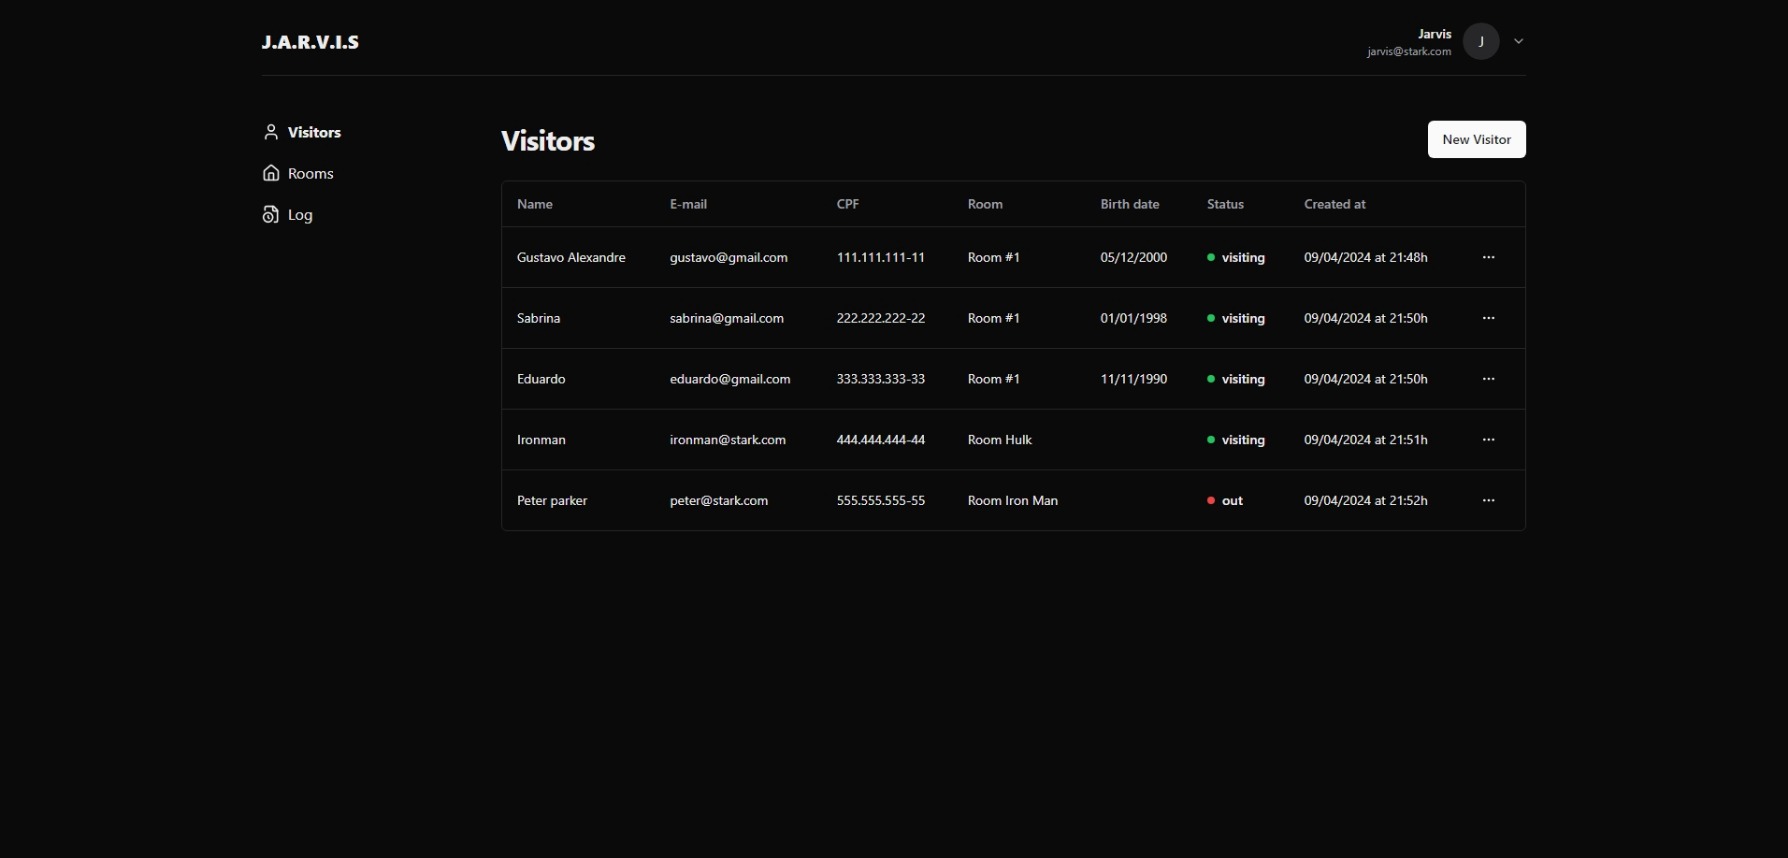 J.A.R.V.I.S
Jarvis
jarvis@stark.com
J
Visitors
Rooms
Log
Visitors
New Visitor
Name E-mail CPF Room Birth date Status Created at
Gustavo Alexandre gustavo@gmail.com 111.111.111-11 Room #1 05/12/2000 visiting 09/04/2024 at 21:48h ...
Sabrina sabrina@gmail.com 222.222.222-22 Room #1 01/01/1998 visiting 09/04/2024 at 21:50h ...
Eduardo eduardo@gmail.com 333.333.333-33 Room #1 11/11/1990 visiting 09/04/2024 at 21:50h ...
Ironman ironman@stark.com 444.444.444-44 Room Hulk visiting 09/04/2024 at 21:51h ...
Peter parker peter@stark.com 555.555.555-55 Room Iron Man out 09/04/2024 at 21:52h ...